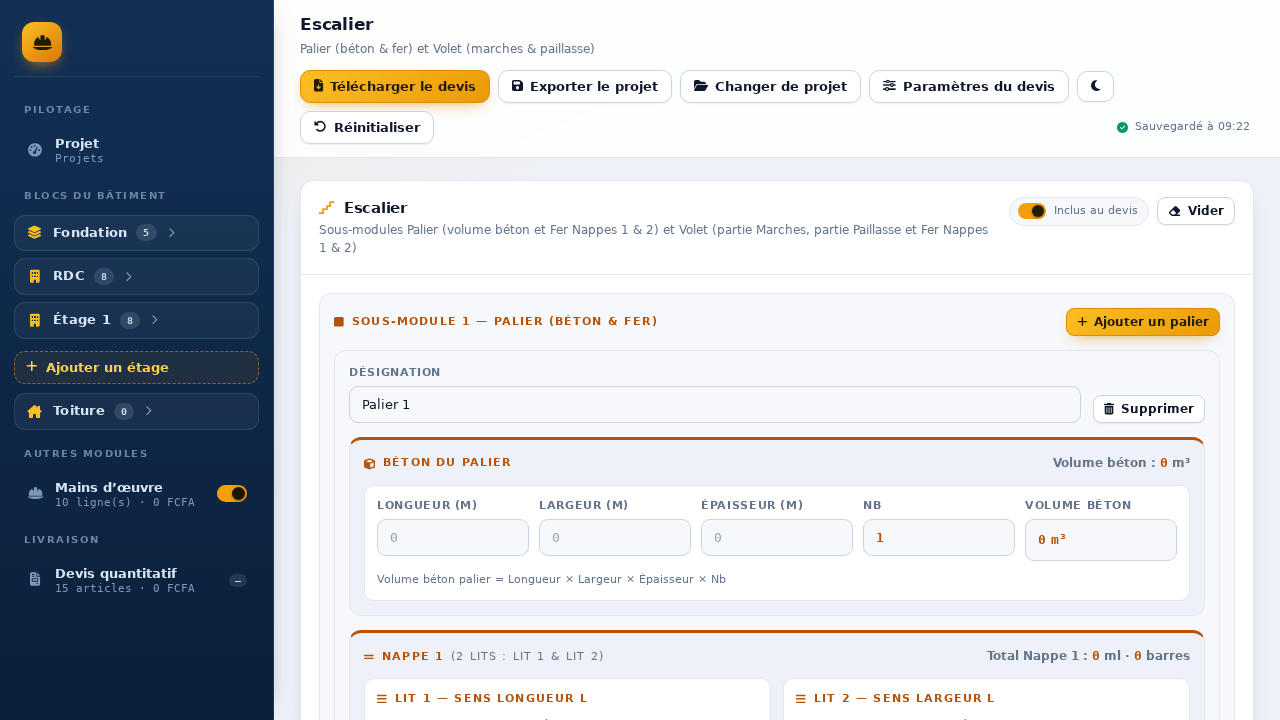 PILOTAGE
Projet
Projets
BLOCS DU BÂTIMENT
Fondation 5
RDC 8
Étage 1 8
Ajouter un étage
Toiture 0
AUTRES MODULES
Mains d’œuvre
10 ligne(s) · 0 FCFA
LIVRAISON
Devis quantitatif
15 articles · 0 FCFA
—
Escalier
Palier (béton & fer) et Volet (marches & paillasse)
Télécharger le devis
Exporter le projet
Changer de projet
Paramètres du devis
Réinitialiser
Sauvegardé à 09:22
Escalier
Sous-modules Palier (volume béton et Fer Nappes 1 & 2) et Volet (partie Marches, partie Paillasse et Fer Nappes
1 & 2)
Inclus au devis
Vider
SOUS-MODULE 1 — PALIER (BÉTON & FER)
Ajouter un palier
DÉSIGNATION
Palier 1
Supprimer
BÉTON DU PALIER
Volume béton : 0 m³
LONGUEUR (M) LARGEUR (M) ÉPAISSEUR (M) NB VOLUME BÉTON
0 0 0 1 0 m³
Volume béton palier = Longueur × Largeur × Épaisseur × Nb
NAPPE 1 (2 LITS : LIT 1 & LIT 2)
Total Nappe 1 : 0 ml · 0 barres
LIT 1 — SENS LONGUEUR L
LIT 2 — SENS LARGEUR L